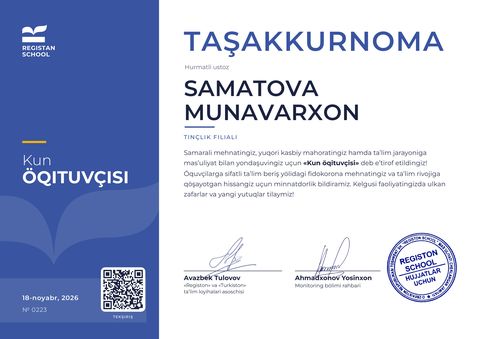 REGISTAN
SCHOOL
Kun
ÖQITUVÇISI
18-noyabr, 2026
№ 0223
TEKŞIRIŞ
TAŞAKKURNOMA
Hurmatli ustoz
SAMATOVA
MUNAVARXON
TINÇLIK FILIALI
Samarali mehnatingiz, yuqori kasbiy mahoratingiz hamda ta’lim jarayoniga
mas’uliyat bilan yondaşuvingiz uçun «Kun öqituvçisi» deb e’tirof etildingiz!
Öquvçilarga sifatli ta’lim beriş yölidagi fidokorona mehnatingiz va ta’lim rivojiga
qöşayotgan hissangiz uçun minnatdorlik bildiramiz. Kelgusi faoliyatingizda ulkan
zafarlar va yangi yutuqlar tilaymiz!
Avazbek Tulovov
«Registon» va «Turkiston»
ta’lim loyihalari asoschisi
Ahmadxonov Yosinxon
Monitoring bölimi rahbari
REGISTON
SCHOOL
HUJJATLAR
UCHUN